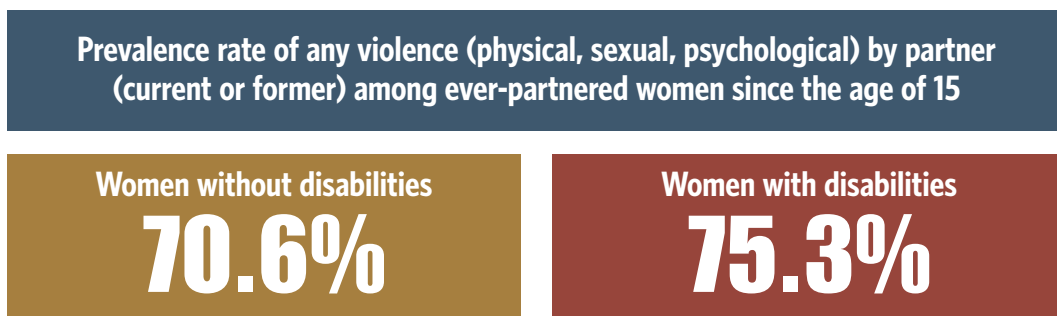 Prevalence rate of any violence (physical, sexual, psychological) by partner
(current or former) among ever-partnered women since the age of 15
Women without disabilities
70.6%
Women with disabilities
75.3%